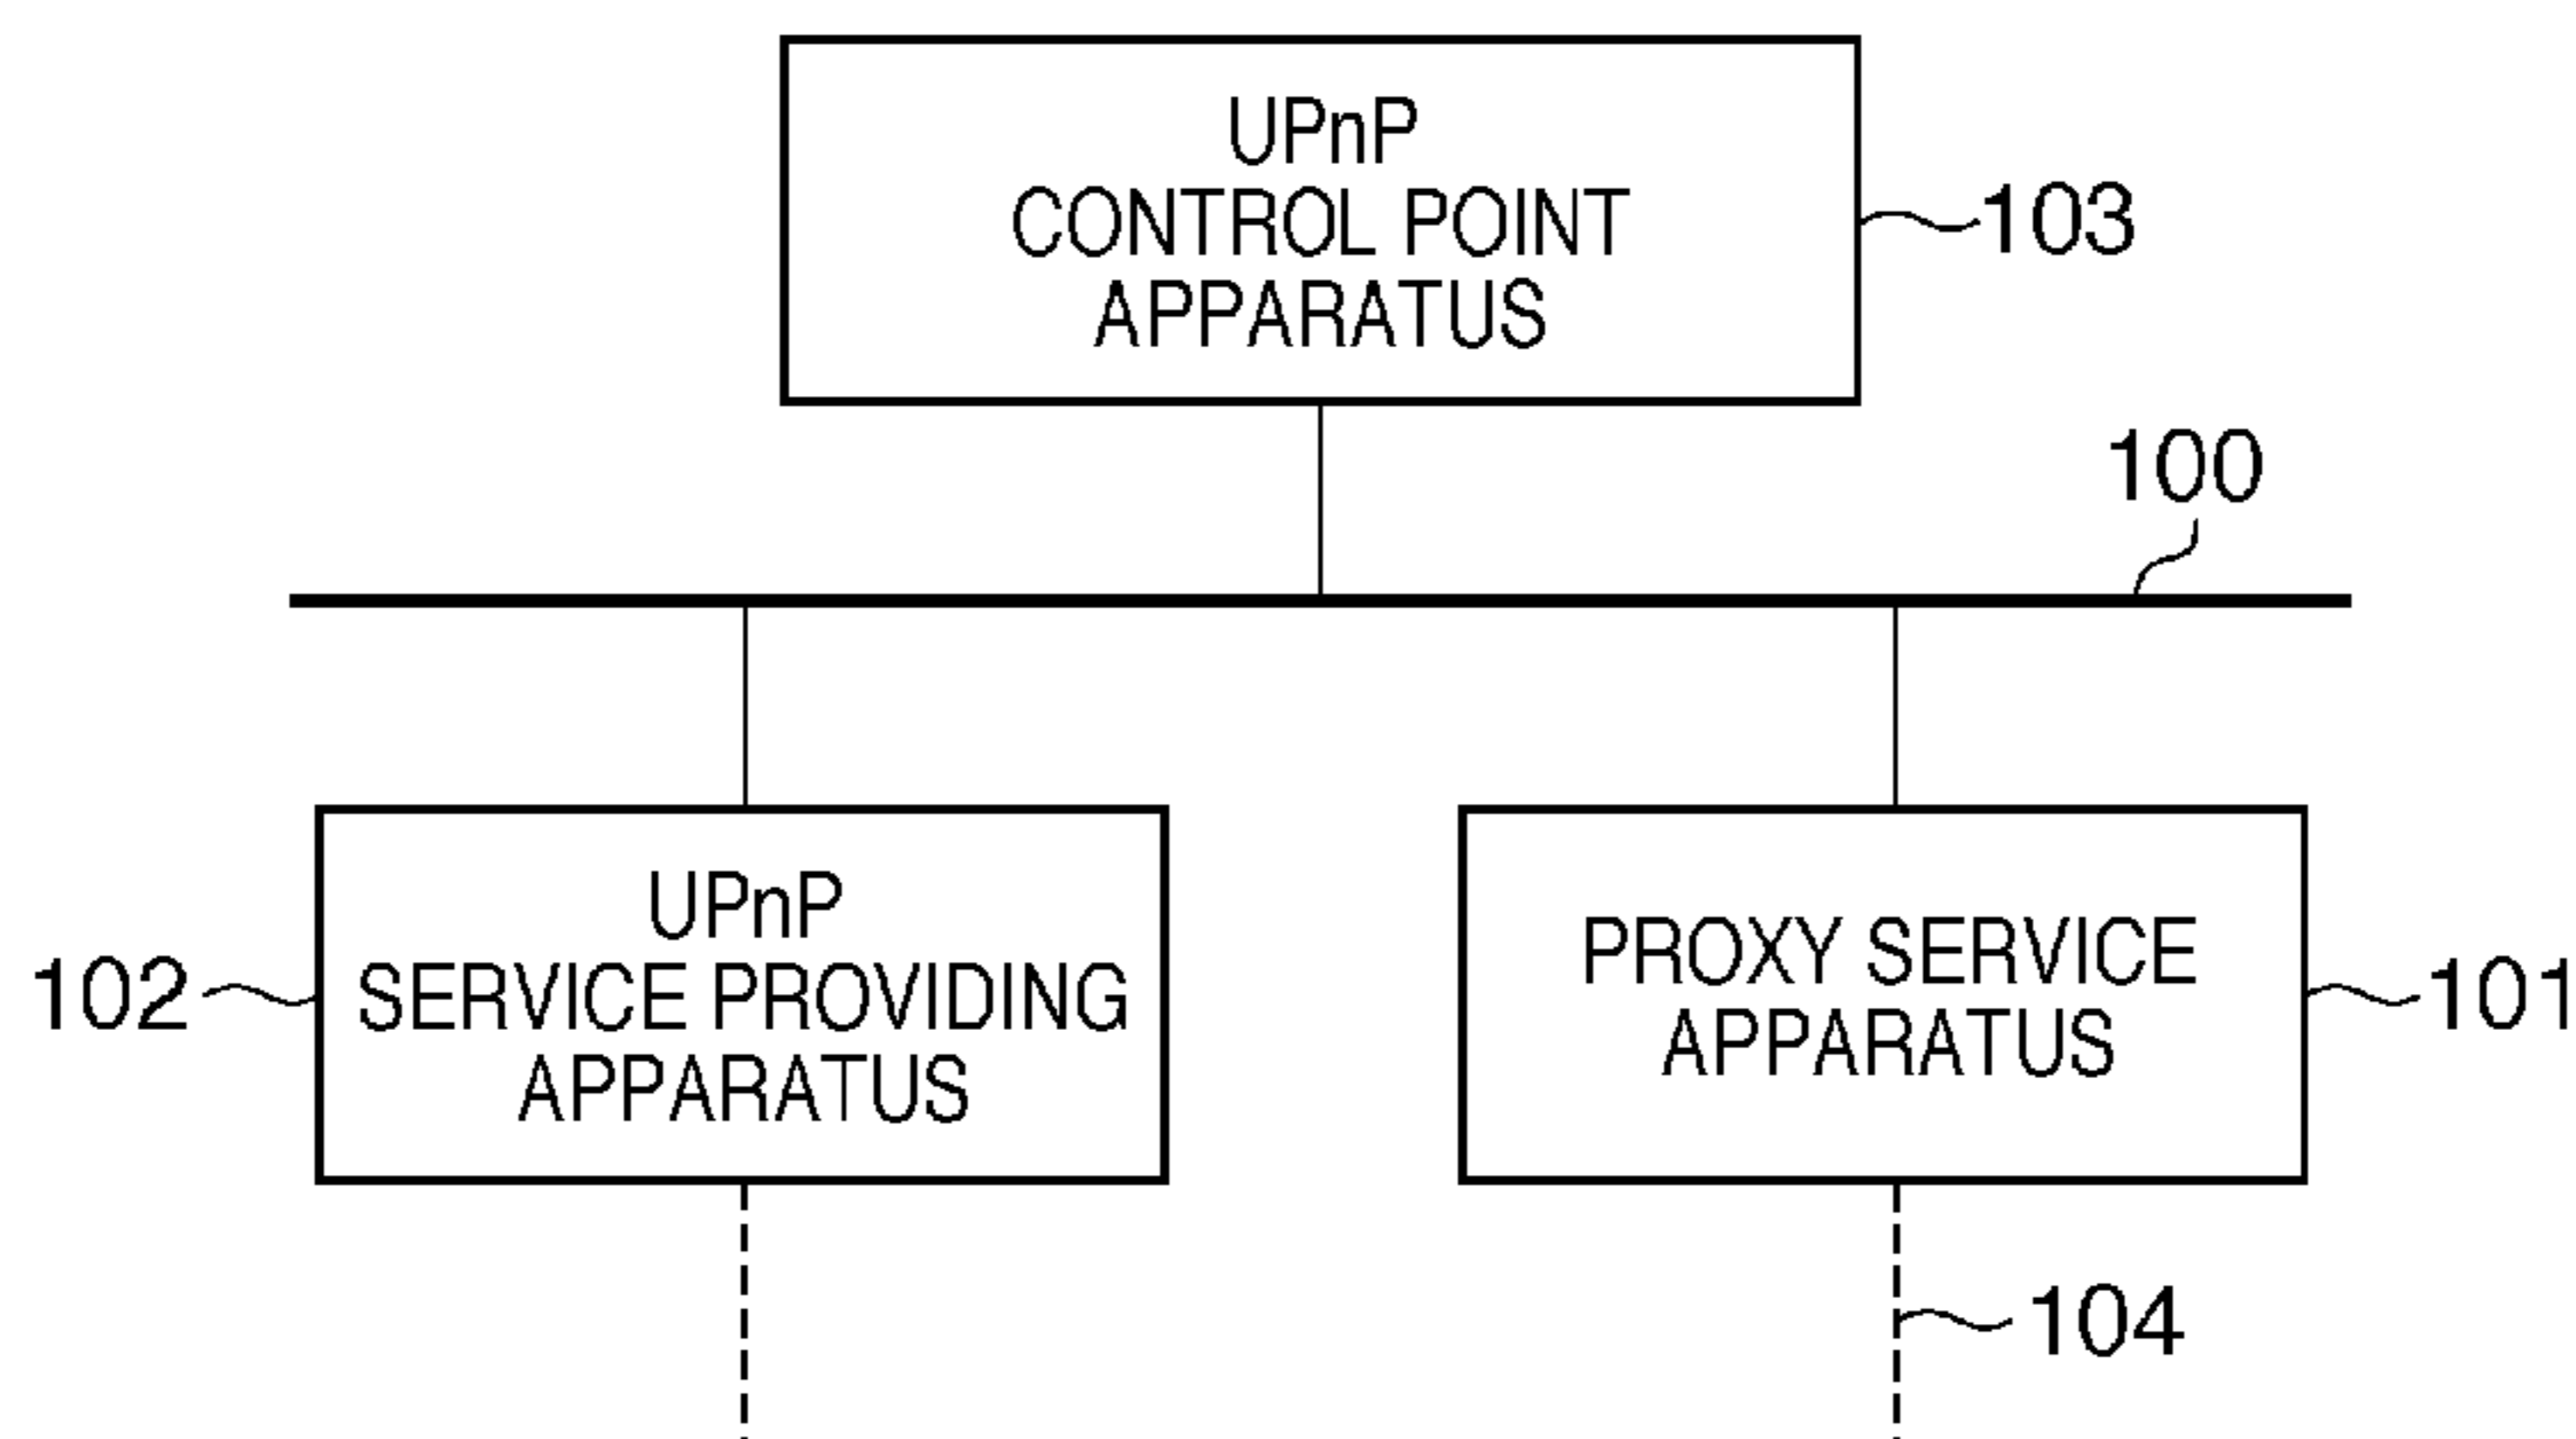 UPnP
CONTROL POINT
APPARATUS
103
100
UPnP
SERVICE PROVIDING
APPARATUS
102
PROXY SERVICE
APPARATUS
101
104